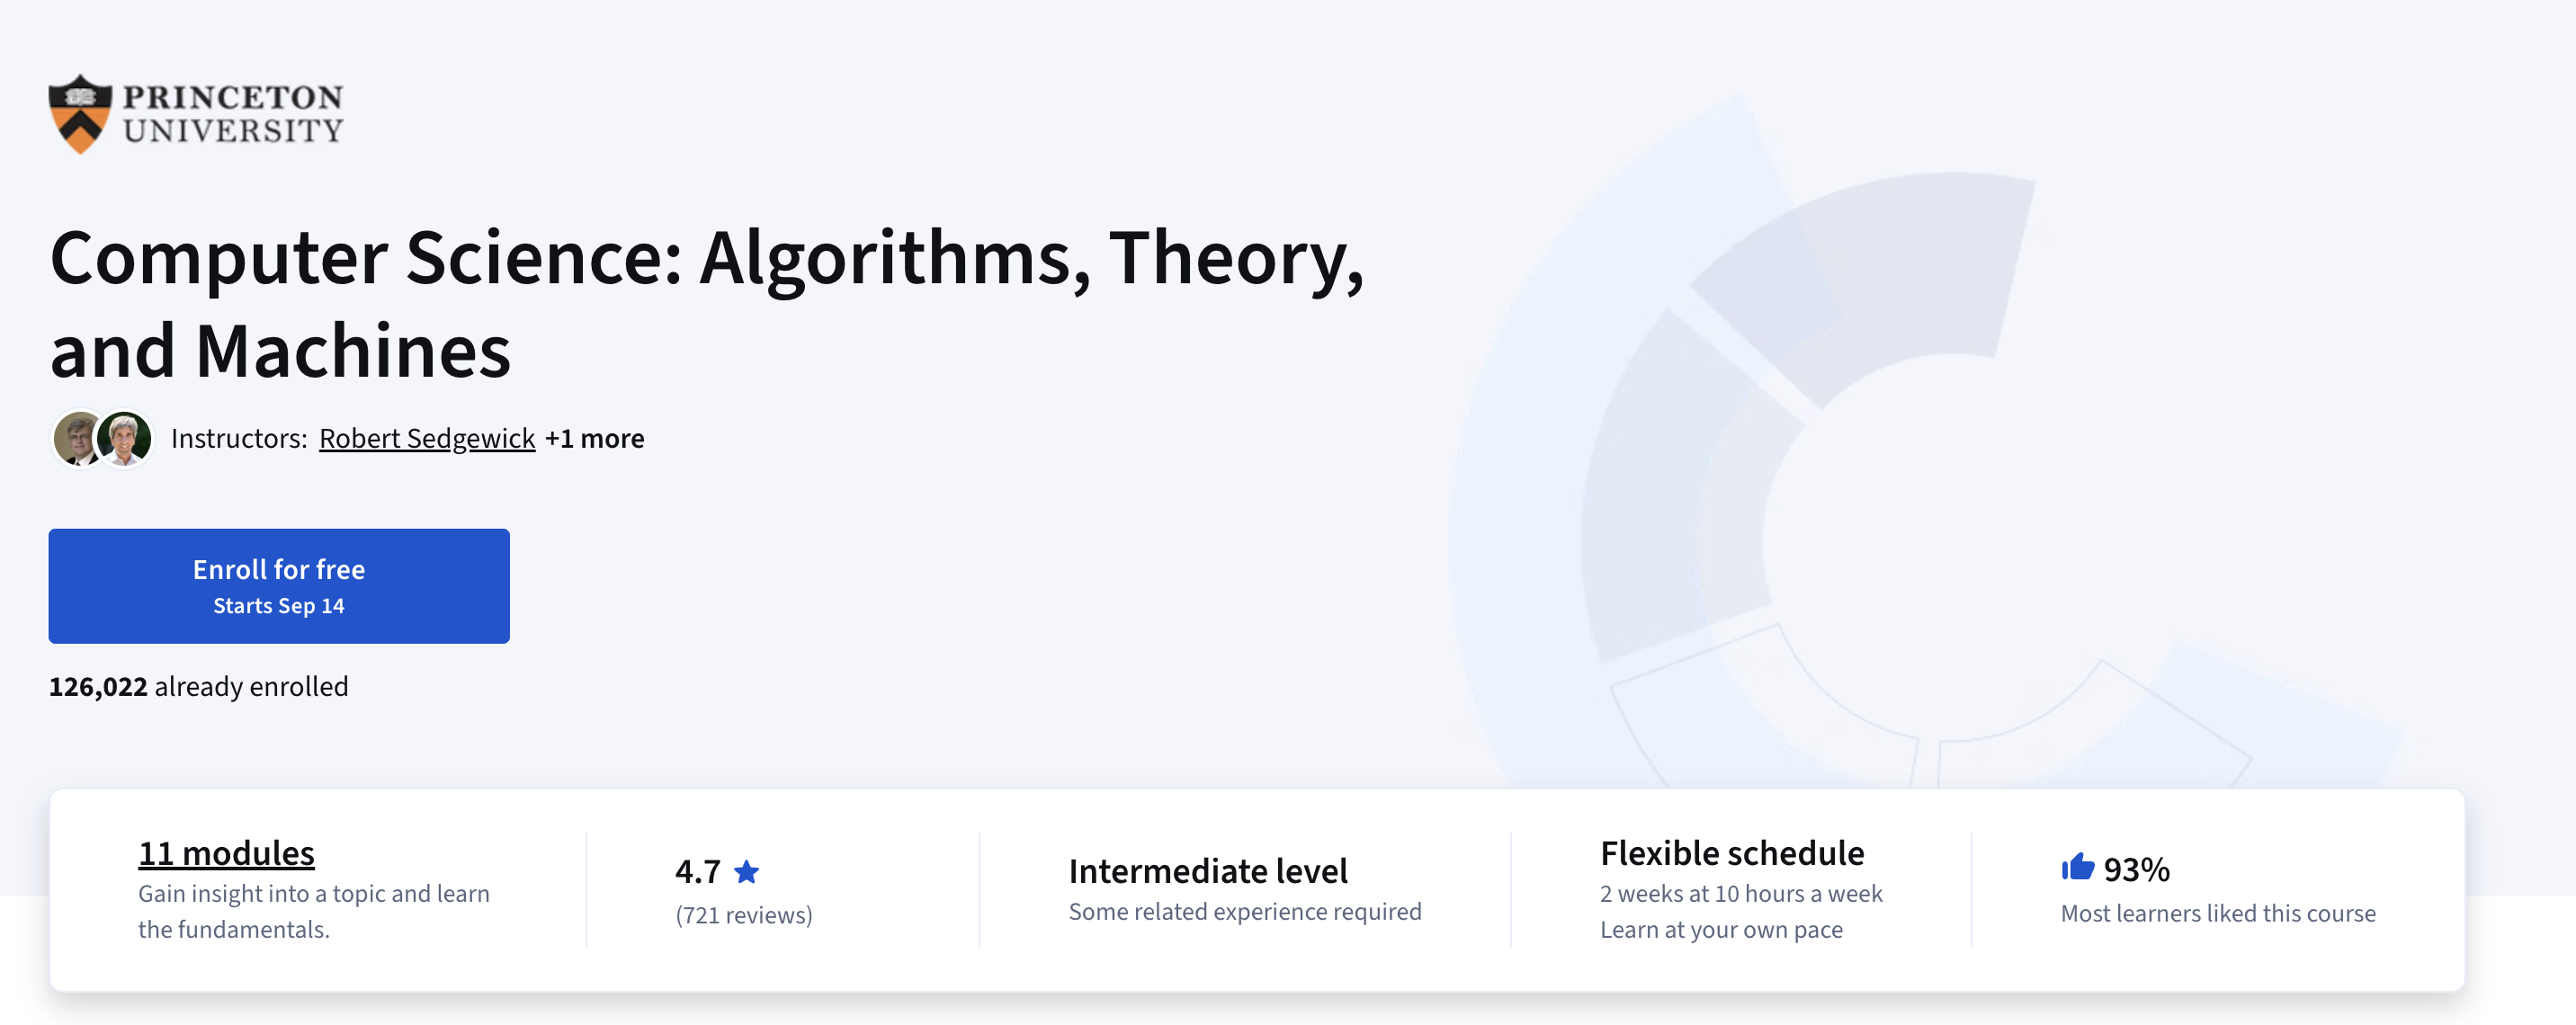 PRINCETON
UNIVERSITY
Computer Science: Algorithms, Theory,
and Machines
Instructors: Robert Sedgewick +1 more
Enroll for free
Starts Sep 14
126,022 already enrolled
11 modules
Gain insight into a topic and learn
the fundamentals.
4.7
(721 reviews)
Intermediate level
Some related experience required
Flexible schedule
2 weeks at 10 hours a week
Learn at your own pace
93%
Most learners liked this course